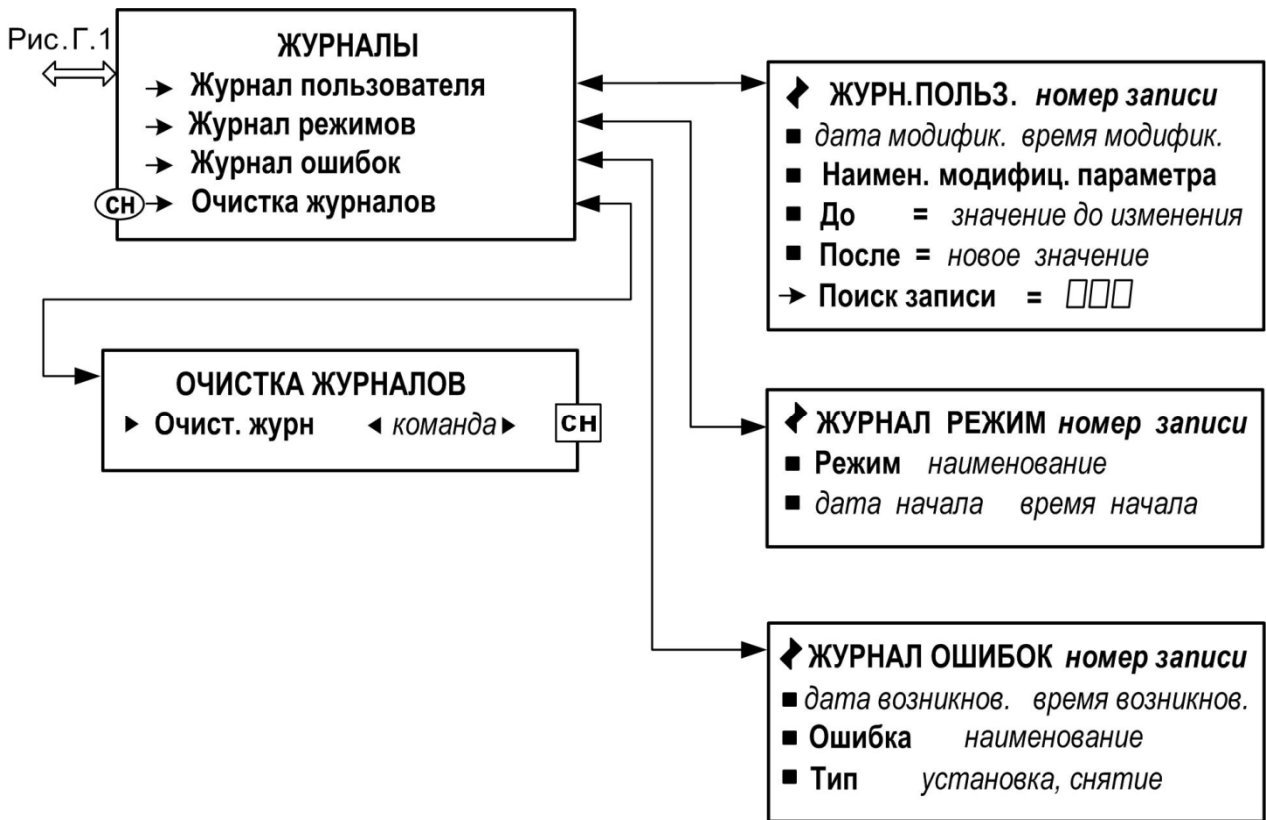 Рис.Г.1
ЖУРНАЛЫ
Журнал пользователя
Журнал режимов
Журнал ошибок
СН Очистка журналов
ЖУРН.ПОЛЬЗ. номер записи
дата модифик. время модифик.
Наимен. модифиц. параметра
До = значение до изменения
После = новое значение
Поиск записи =
ОЧИСТКА ЖУРНАЛОВ
Очист. журн команда СН
ЖУРНАЛ РЕЖИМ номер записи
Режим наименование
дата начала время начала
ЖУРНАЛ ОШИБОК номер записи
дата возникнов. время возникнов.
Ошибка наименование
Тип установка, снятие